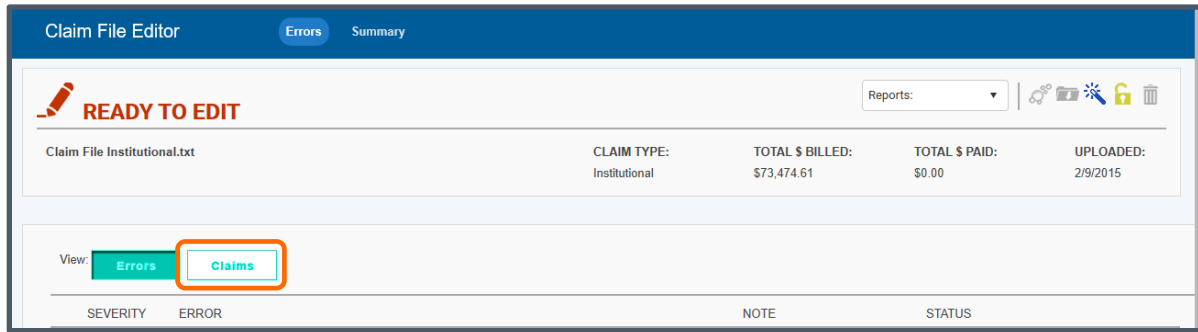 Claim File Editor Errors Summary
READY TO EDIT Reports:
Claim File Institutional.txt CLAIM TYPE: TOTAL $ BILLED: TOTAL $ PAID: UPLOADED:
Institutional $73,474.61 $0.00 2/9/2015
View: Errors Claims
SEVERITY ERROR NOTE STATUS